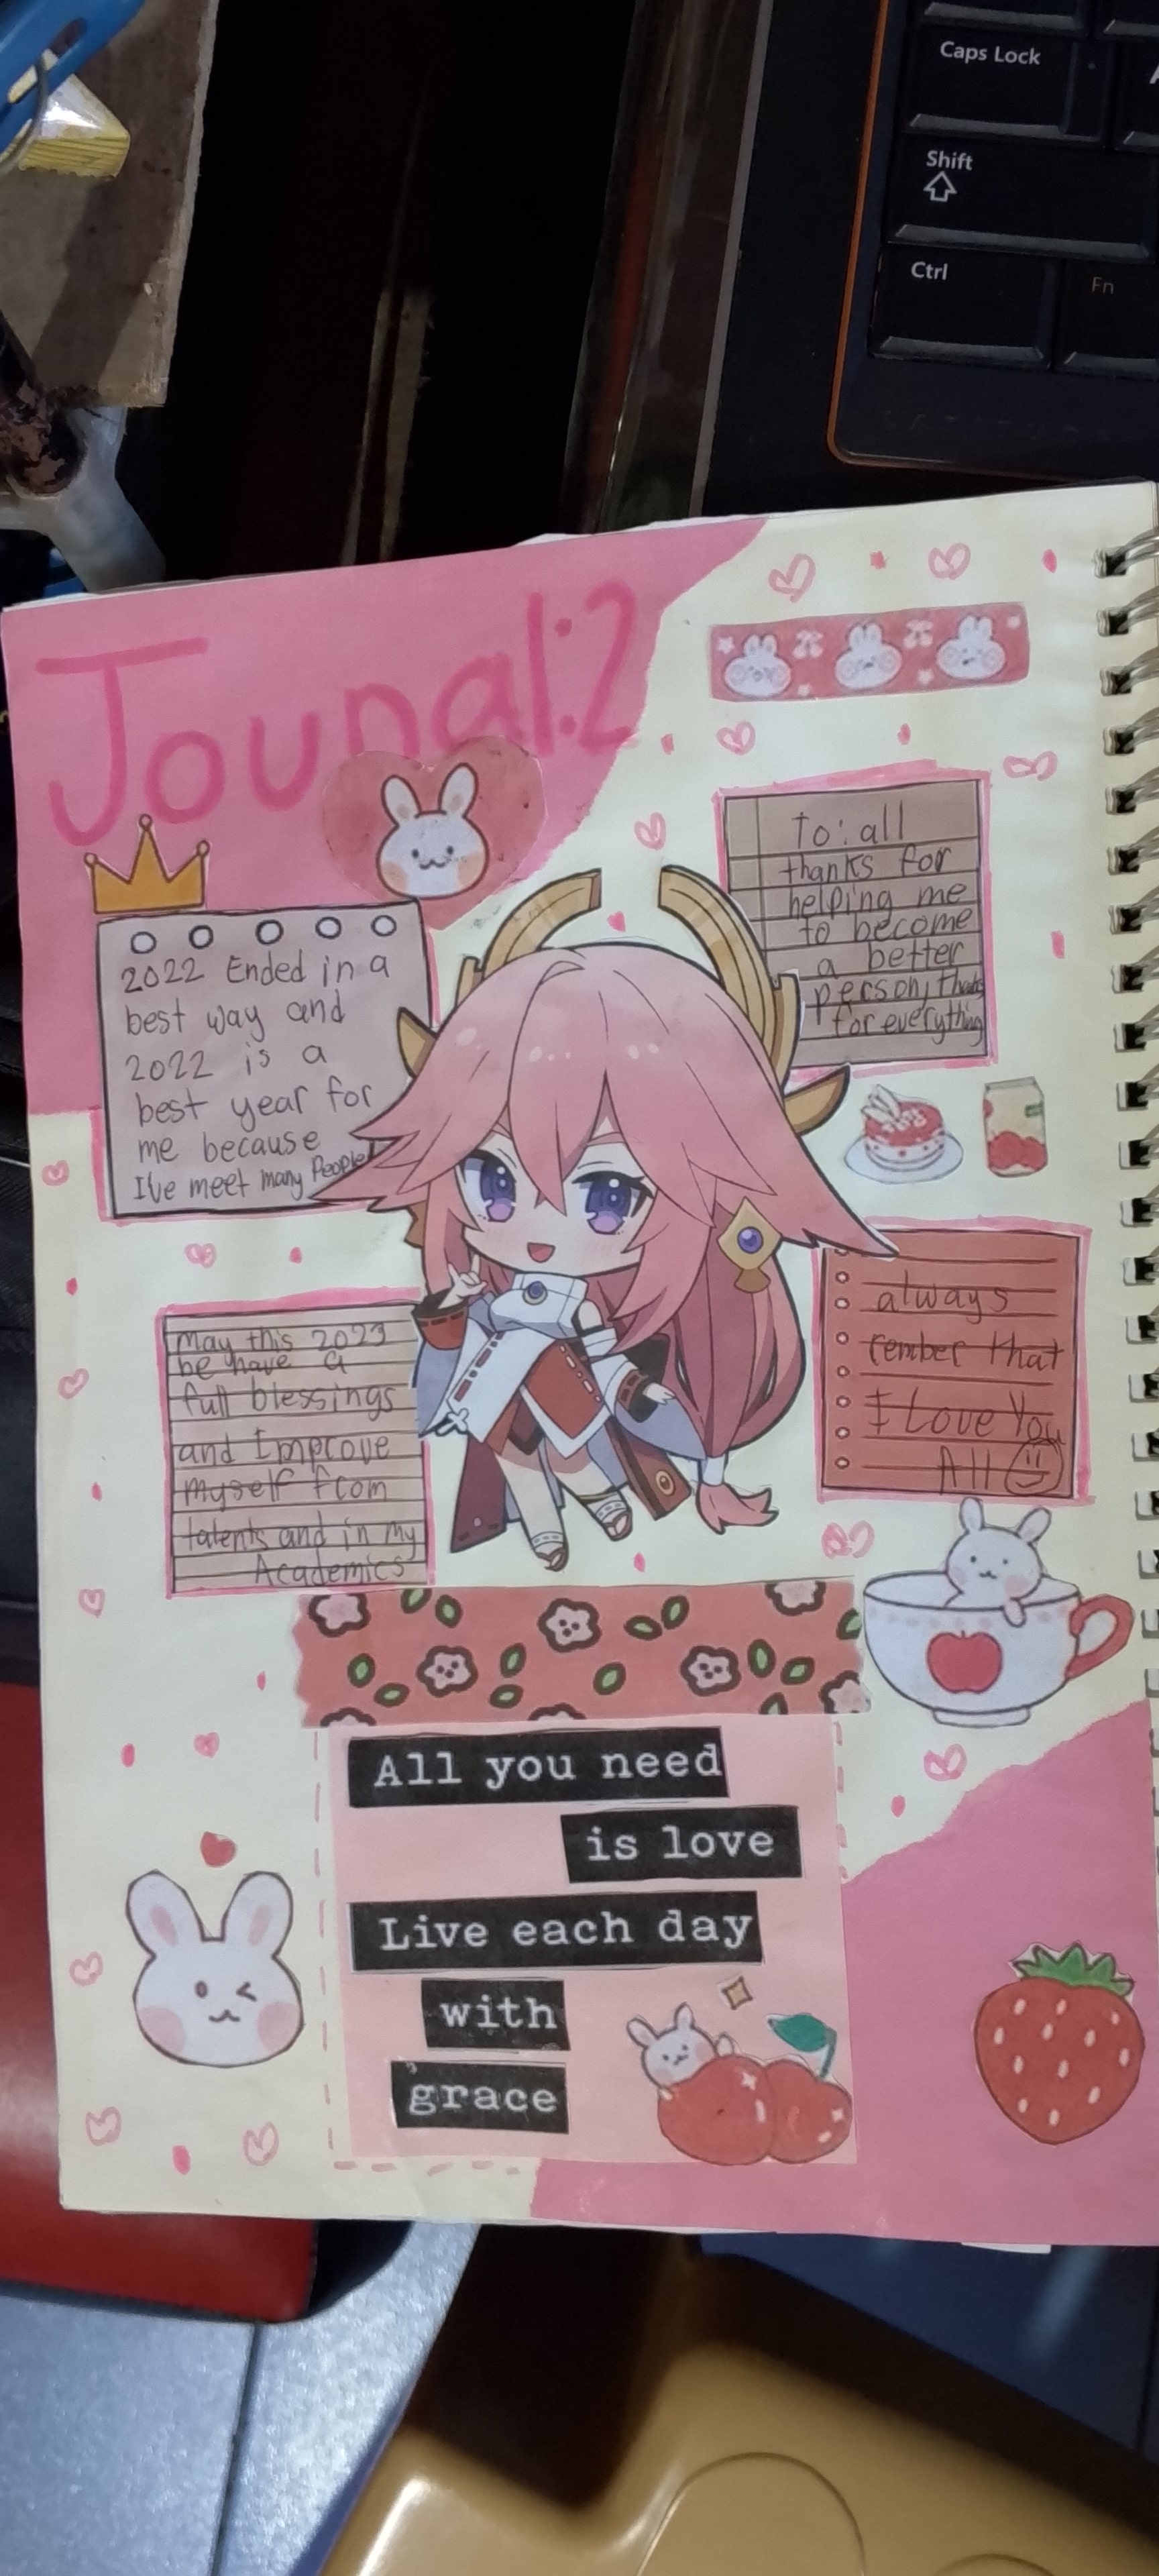 Caps Lock
Shift
Ctrl
Fn
Jounal:2
2022 Ended in a
best way and
2022 is a
best year for
me because
I've meet many People
to: all
thanks for
helping me
to become
a better
person, thanks
for everything
May this 2023
be have a
full blessings
and Improve
myself from
talents and in my
Academics
always
rember that
I Love You
All
All you need
is love
Live each day
with
grace